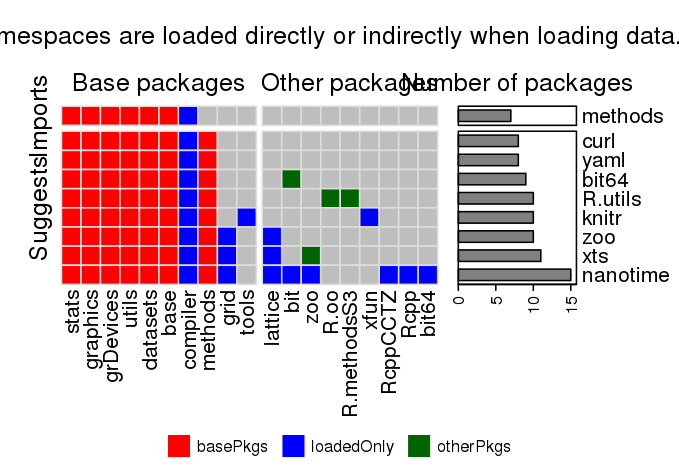 mespaces are loaded directly or indirectly when loading data.
Base packages
Other packages
Number of packages
Imports
Suggests
methods
curl
yaml
bit64
R.utils
knitr
zoo
xts
nanotime
0 5 10 15
stats
graphics
grDevices
utils
datasets
base
compiler
methods
grid
tools
lattice
bit
zoo
R.oo
R.methodsS3
xfun
RcppCCTZ
Rcpp
bit64
basePkgs loadedOnly otherPkgs